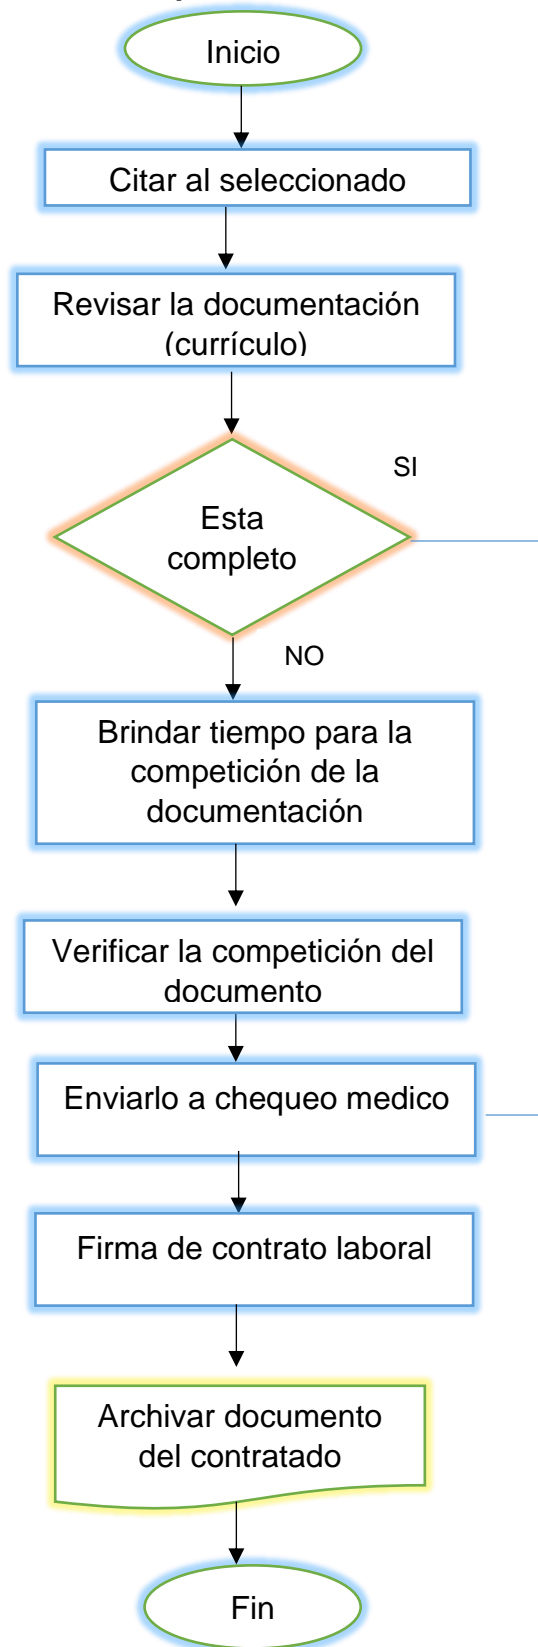 Inicio
Citar al seleccionado
Revisar la documentación
(currículo)
SI
Esta
completo
NO
Brindar tiempo para la
competición de la
documentación
Verificar la competición del
documento
Enviarlo a chequeo medico
Firma de contrato laboral
Archivar documento
del contratado
Fin